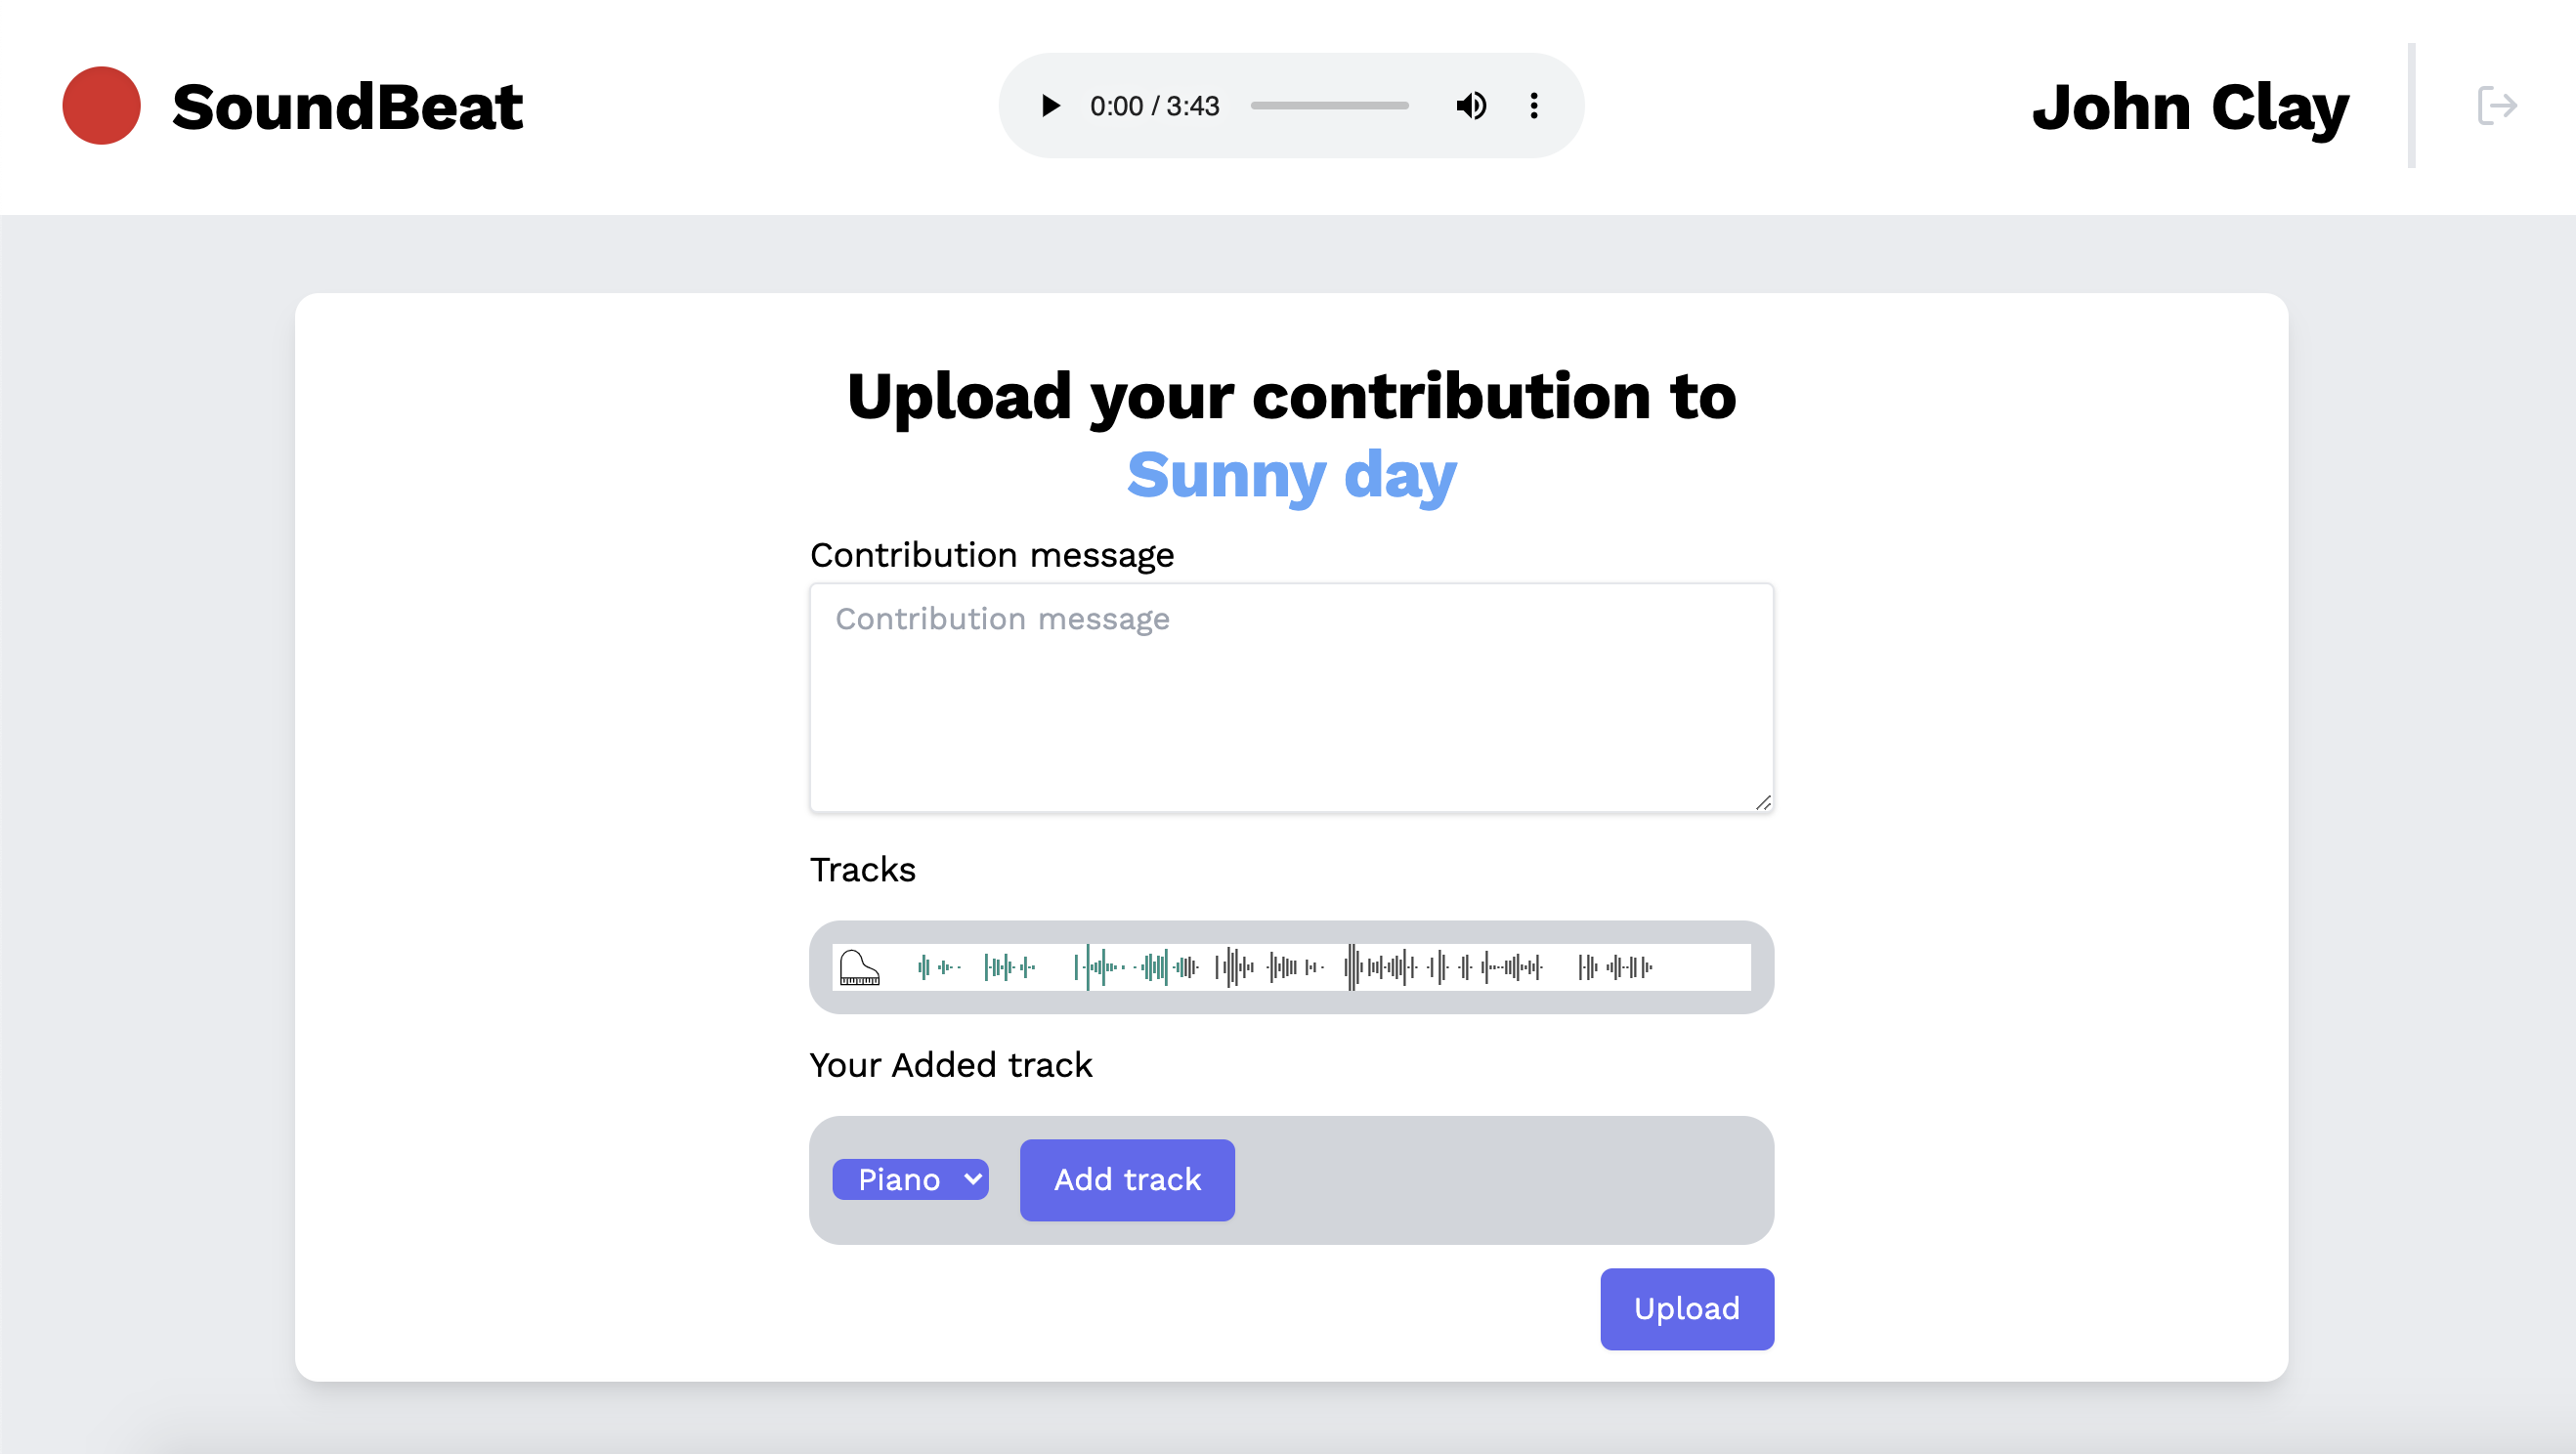 SoundBeat
0:00 / 3:43
John Clay
Upload your contribution to
Sunny day
Contribution message
Contribution message
Tracks
Your Added track
Piano
Add track
Upload